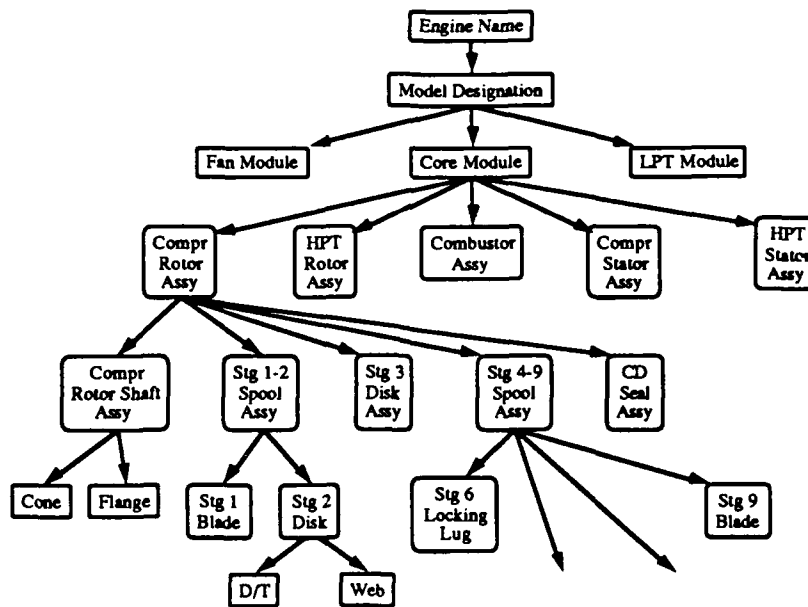 Engine Name
Model Designation
Fan Module
Core Module
LPT Module
Compr
Rotor
Assy
HPT
Rotor
Assy
Combustor
Assy
Compr
Stator
Assy
HPT
Stator
Assy
Compr
Rotor Shaft
Assy
Stg 1-2
Spool
Assy
Stg 3
Disk
Assy
Stg 4-9
Spool
Assy
CD
Seal
Assy
Cone
Flange
Stg 1
Blade
Stg 2
Disk
Stg 6
Locking
Lug
Stg 9
Blade
D/T
Web